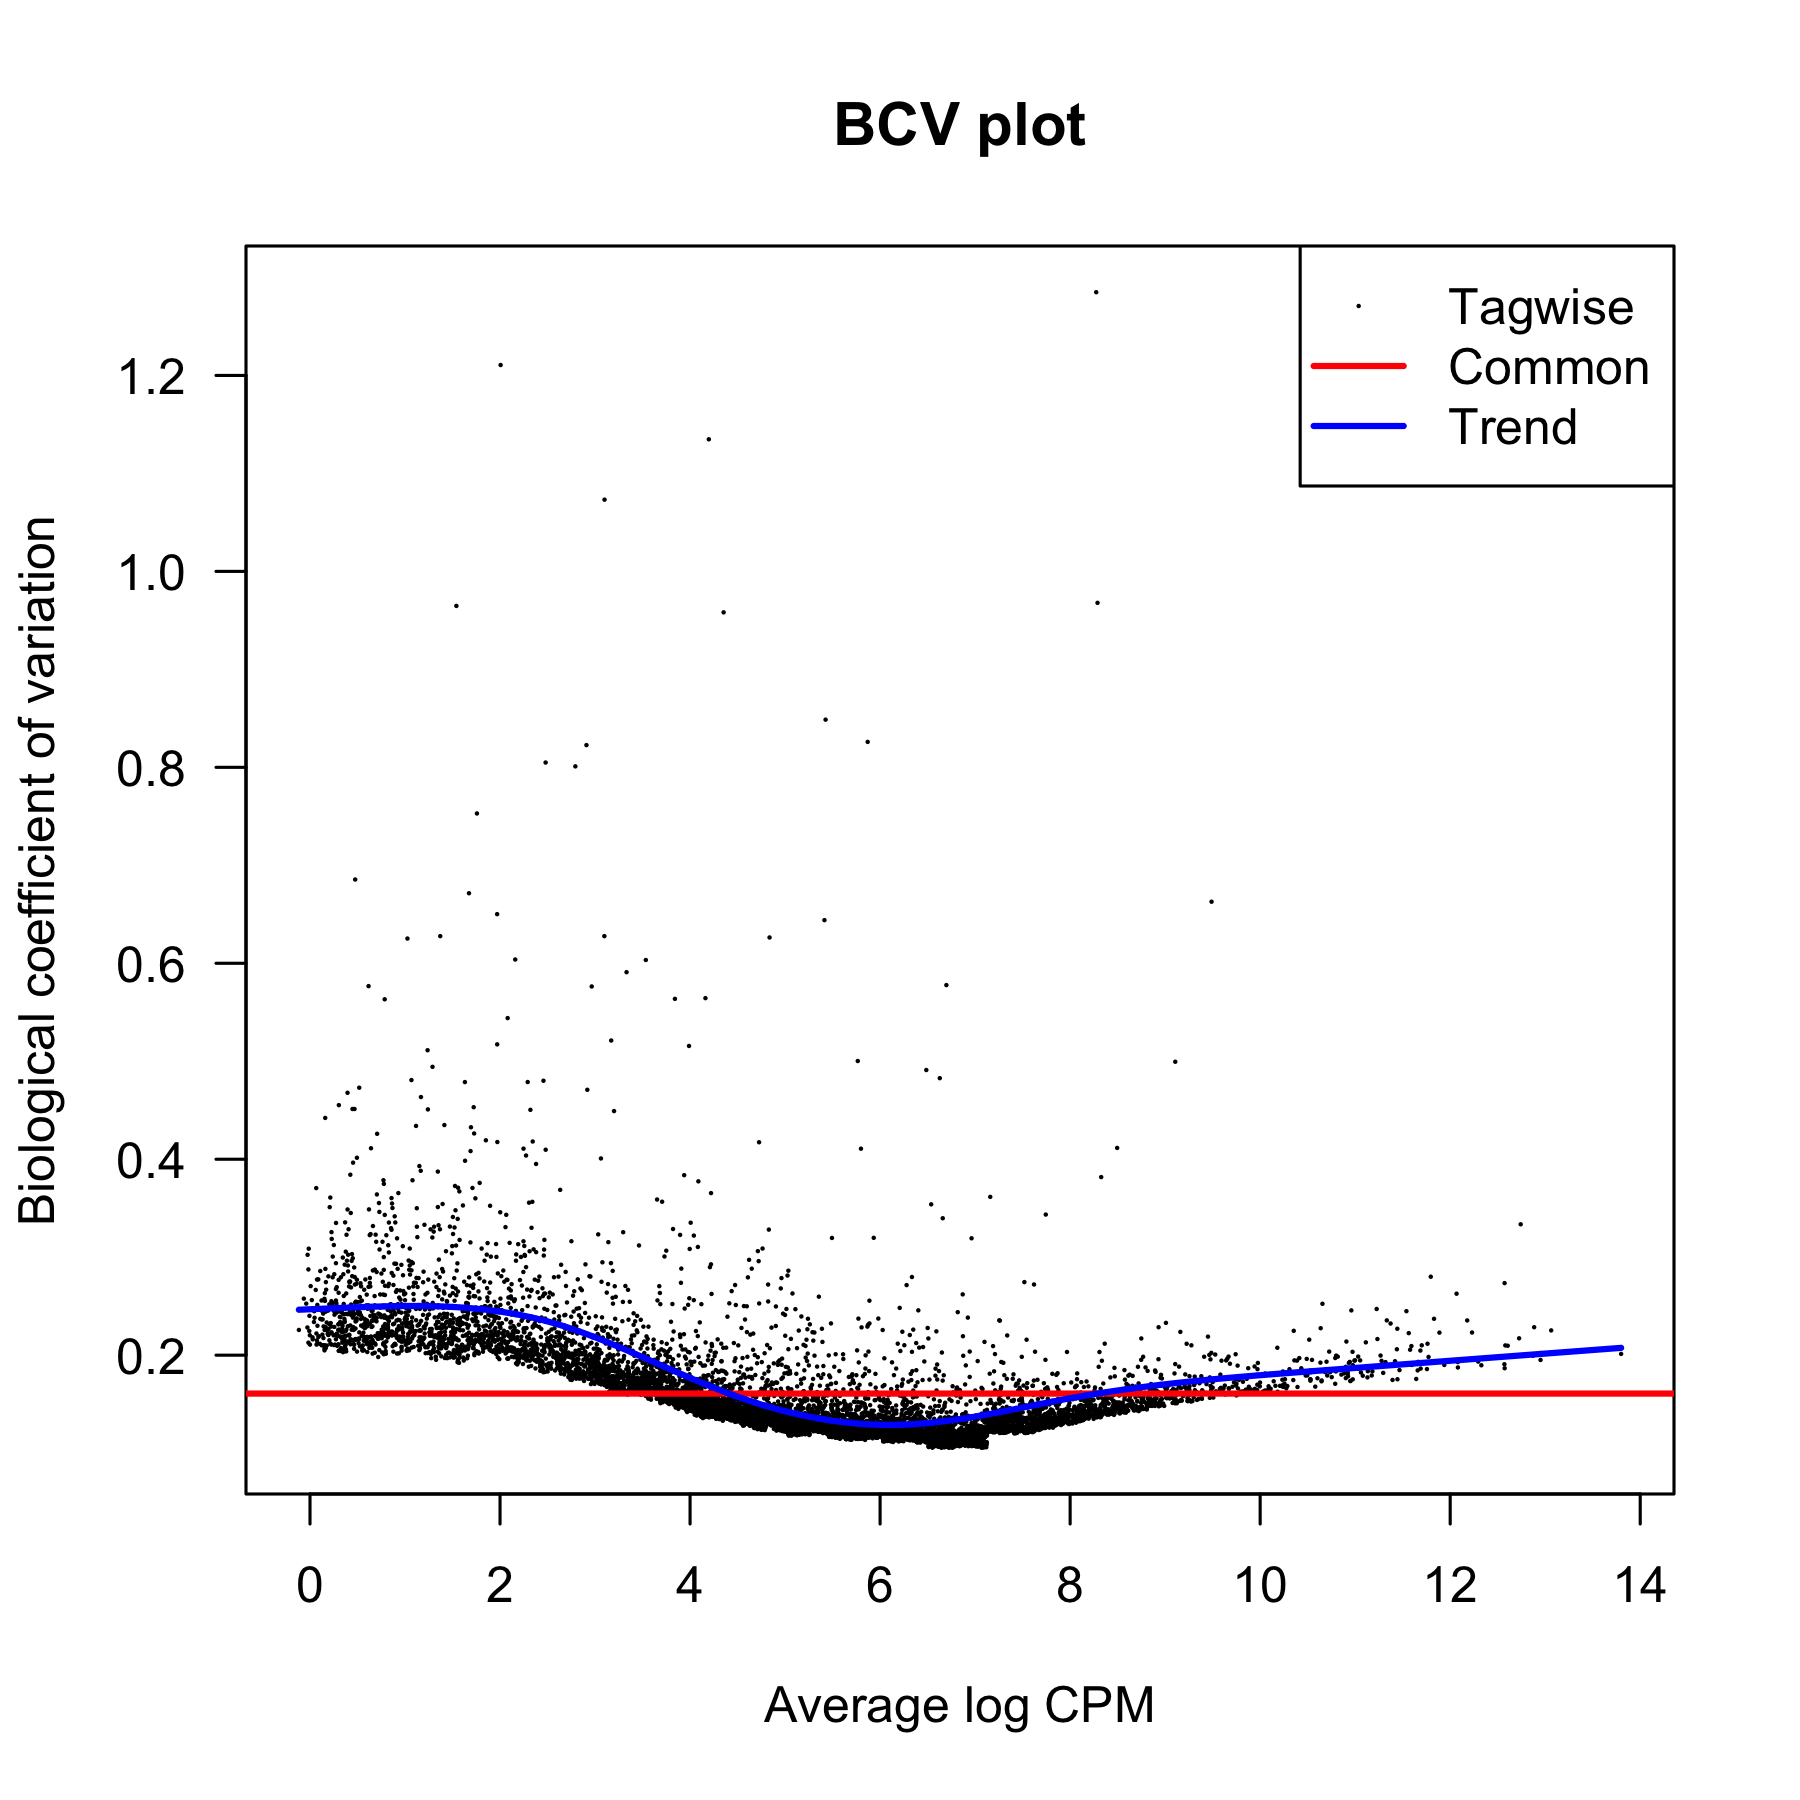 BCV plot
Tagwise
Common
Trend
Biological coefficient of variation
1.2
1.0
0.8
0.6
0.4
0.2
0 2 4 6 8 10 12 14
Average log CPM